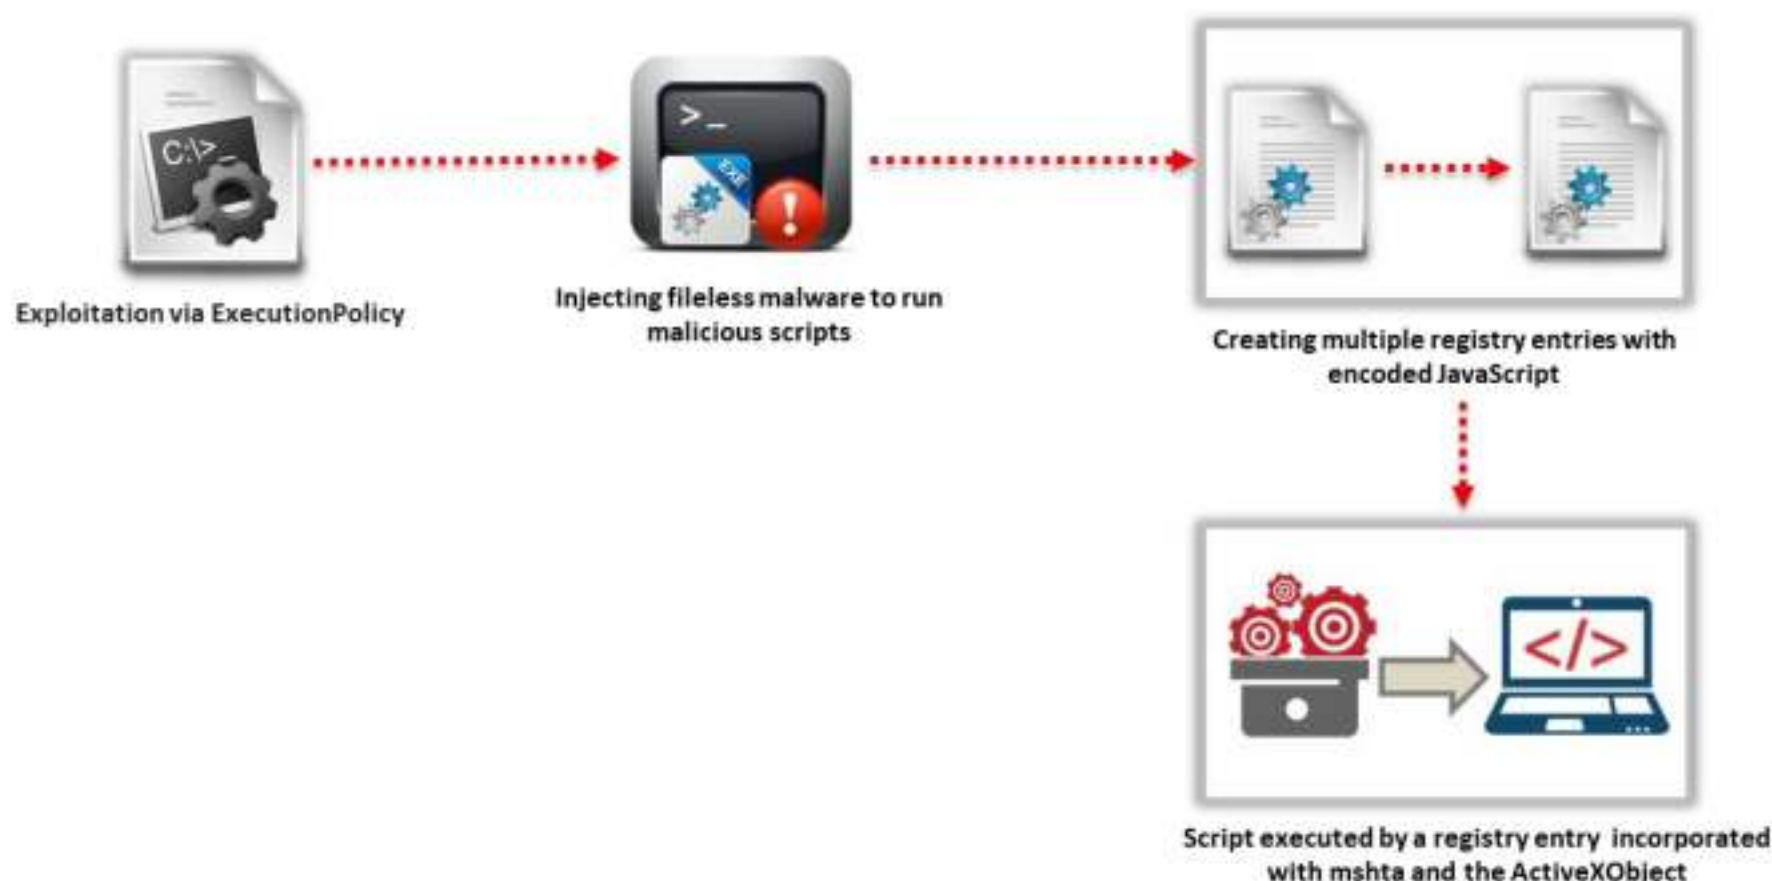 C:\>
Exploitation via ExecutionPolicy
>_
EXE
!
Injecting fileless malware to run
malicious scripts
Creating multiple registry entries with
encoded JavaScript
</>
Script executed by a registry entry incorporated
with mshta and the ActiveXObject